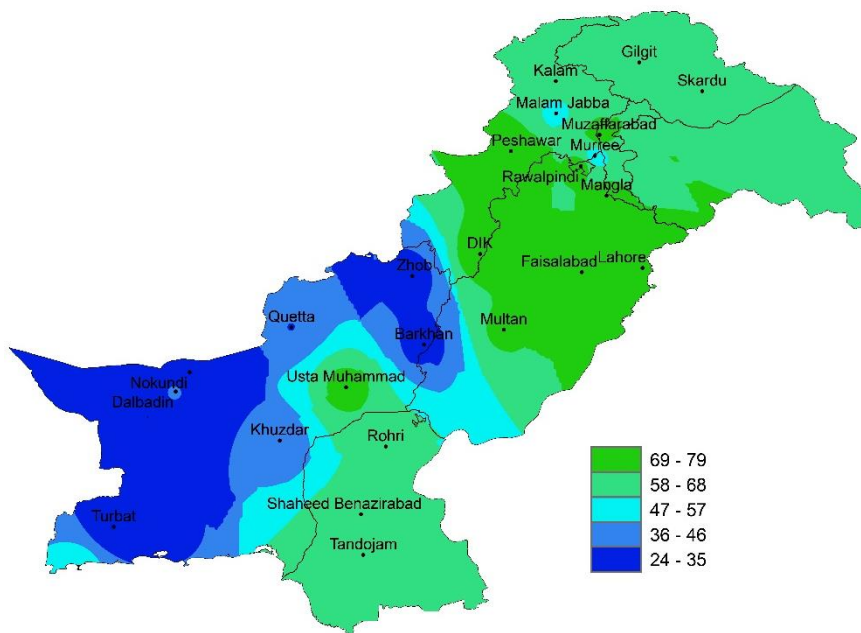 Gilgit
Kalam
Skardu
Malam Jabba
Muzaffarabad
Peshawar
Murree
Rawalpindi
Mangla
DIK
Zhob
Faisalabad
Lahore
Quetta
Multan
Barkhan
Nokundi
Usta Muhammad
Dalbadin
Khuzdar
Rohri
69 - 79
58 - 68
47 - 57
36 - 46
24 - 35
Shaheed Benazirabad
Turbat
Tandojam